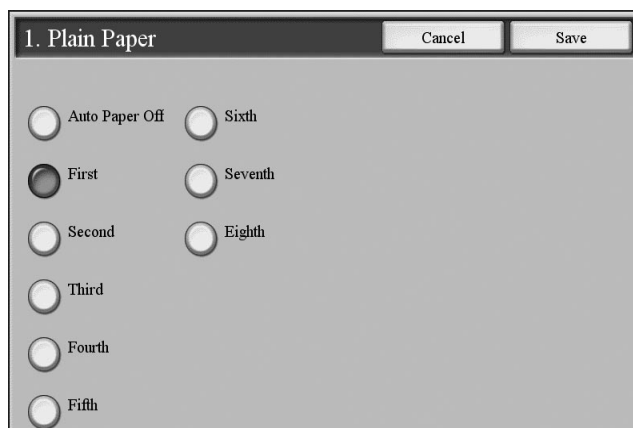 1. Plain Paper
Cancel
Save
Auto Paper Off
First
Second
Third
Fourth
Fifth
Sixth
Seventh
Eighth